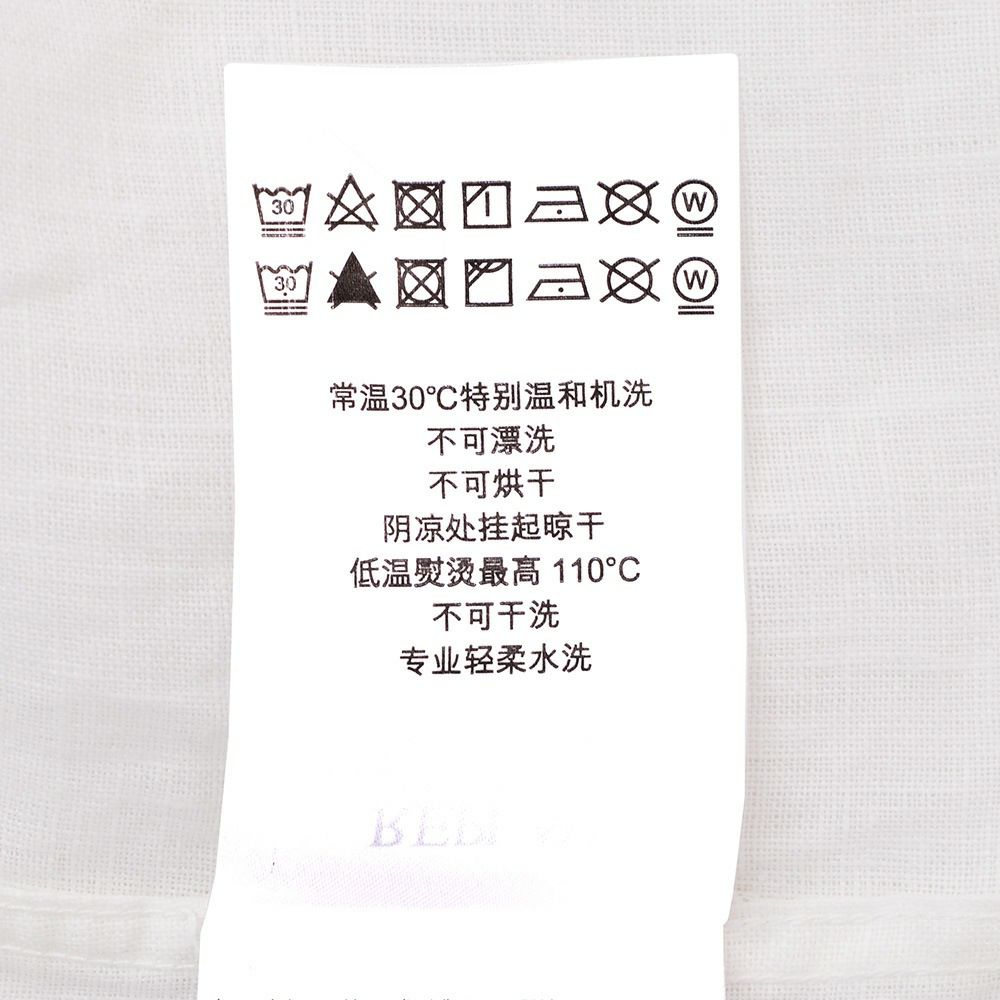 30 W
30 W
常温30℃特别温和机洗
不可漂洗
不可烘干
阴凉处挂起晾干
低温熨烫最高 110°C
不可干洗
专业轻柔水洗